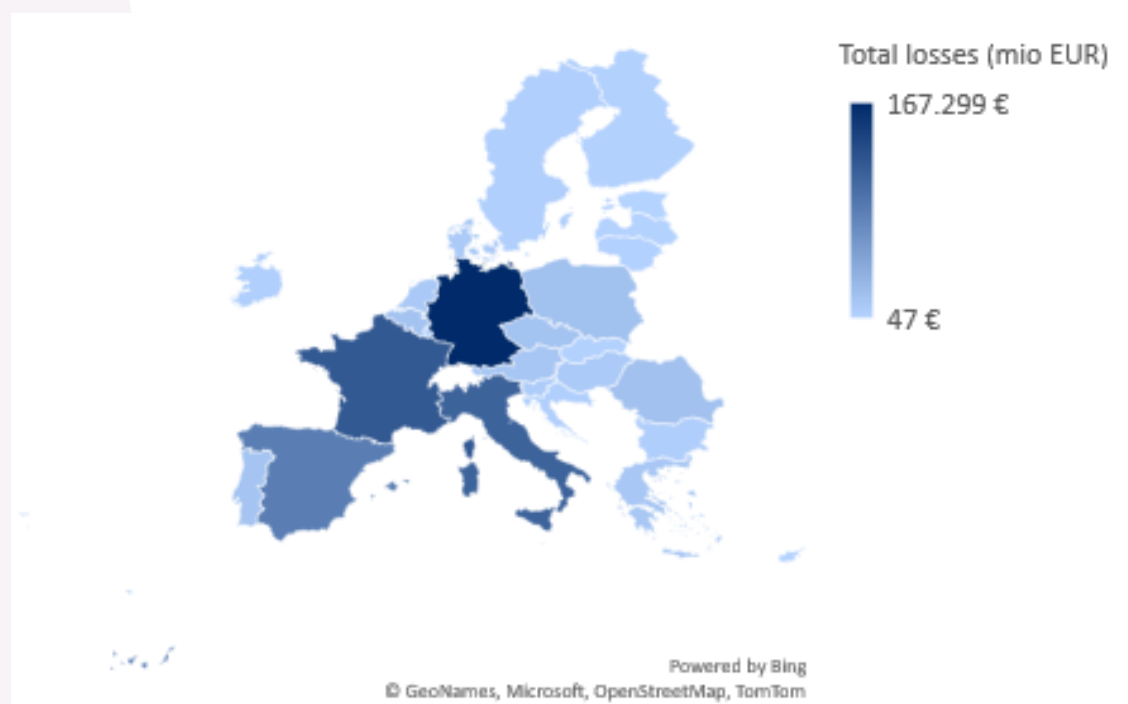 Total losses (mio EUR)
167.299 €
47 €
Powered by Bing
© GeoNames, Microsoft, OpenStreetMap, TomTom